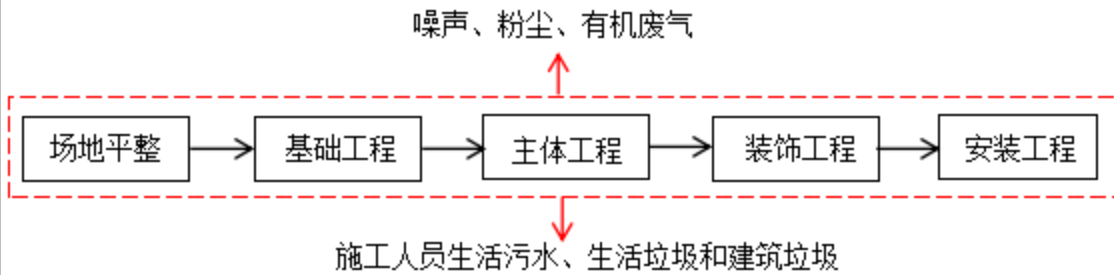 噪声、粉尘、有机废气
场地平整 基础工程 主体工程 装饰工程 安装工程
施工人员生活污水、生活垃圾和建筑垃圾